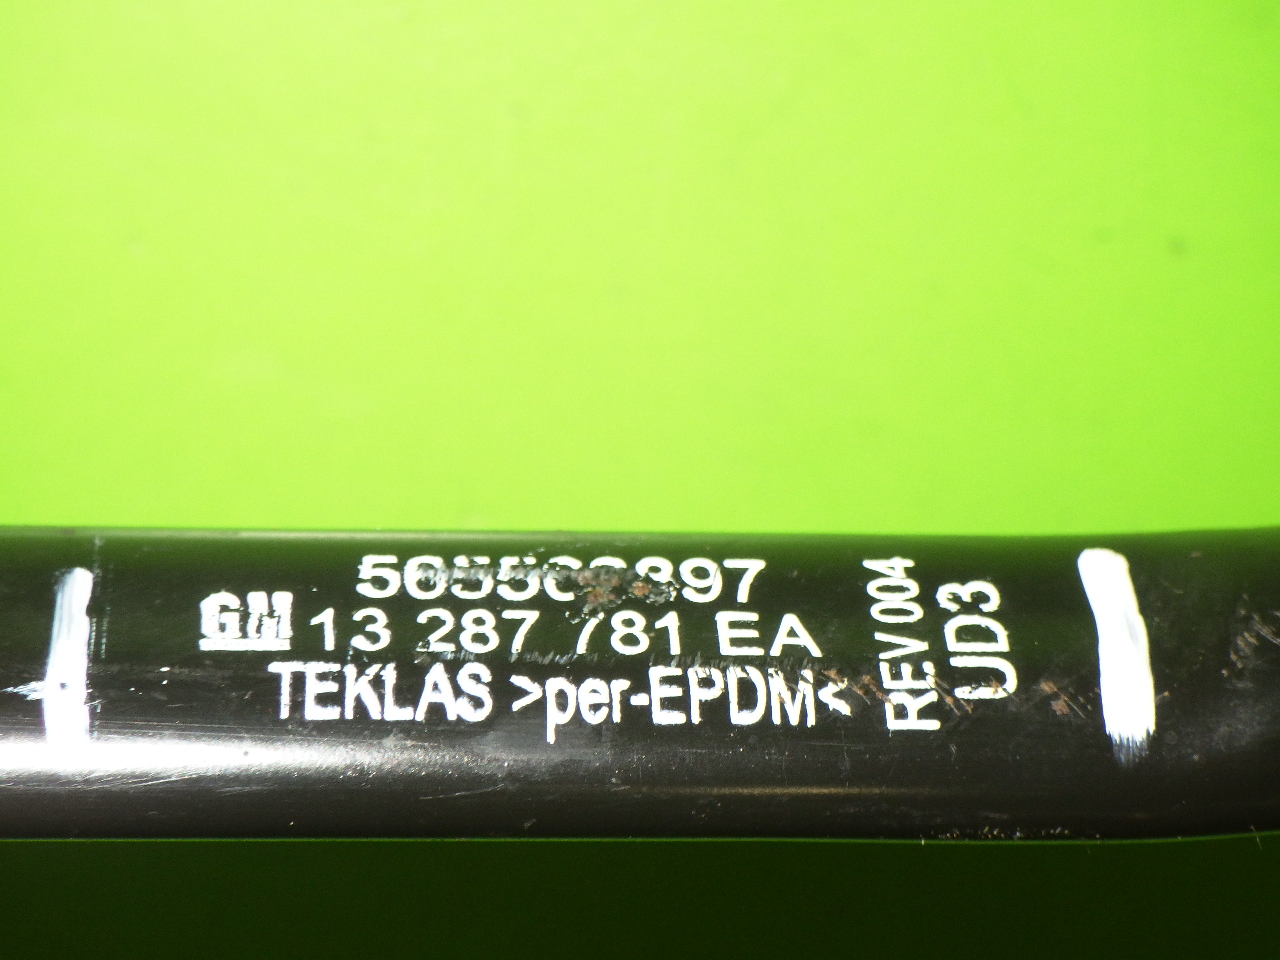 GM
13 287 781 EA
TEKLAS >per-EPDM<
REV 004
UD3